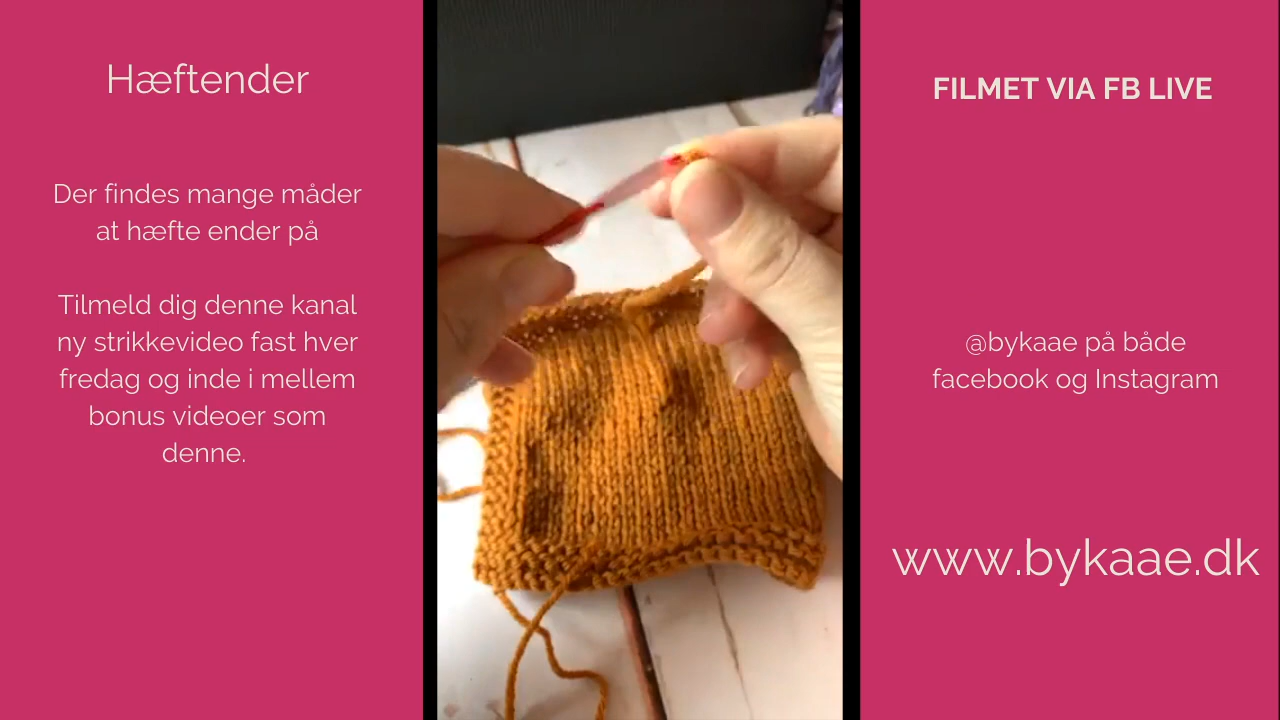 Hæftender
Der findes mange måder
at hæfte ender på
Tilmeld dig denne kanal
ny strikkevideo fast hver
fredag og inde i mellem
bonus videoer som
denne.
FILMET VIA FB LIVE
@bykaae på både
facebook og Instagram
www.bykaae.dk